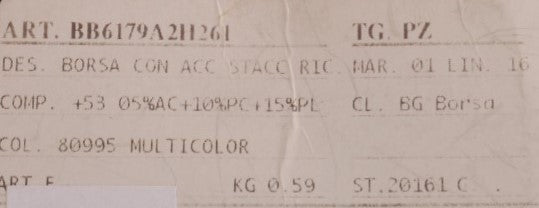 ART. BB6179A2H261 TG. PZ
DES. BORSA CON ACC STACC RIC. MAR. 01 LIN. 16
COMP. +53 05%AC+10%PC+15%PL CL. BG Borsa
COL. 80995 MULTICOLOR
ART F KG 0.59 ST.20161 C .